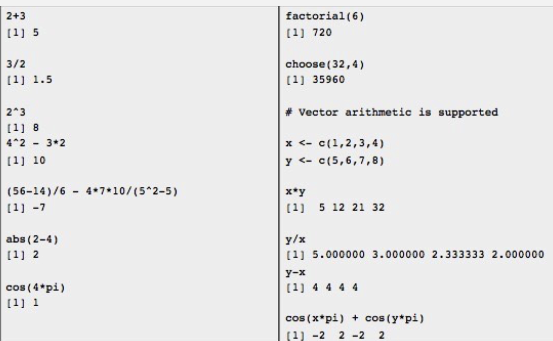 2+3
[1] 5
3/2
[1] 1.5
2^3
[1] 8
4^2 - 3*2
[1] 10
(56-14)/6 - 4*7*10/(5^2-5)
[1] -7
abs(2-4)
[1] 2
cos(4*pi)
[1] 1
factorial(6)
[1] 720
choose(32,4)
[1] 35960
# Vector arithmetic is supported
x <- c(1,2,3,4)
y <- c(5,6,7,8)
x*y
[1]  5 12 21 32
y/x
[1] 5.000000 3.000000 2.333333 2.000000
y-x
[1] 4 4 4 4
cos(x*pi) + cos(y*pi)
[1] -2  2 -2  2